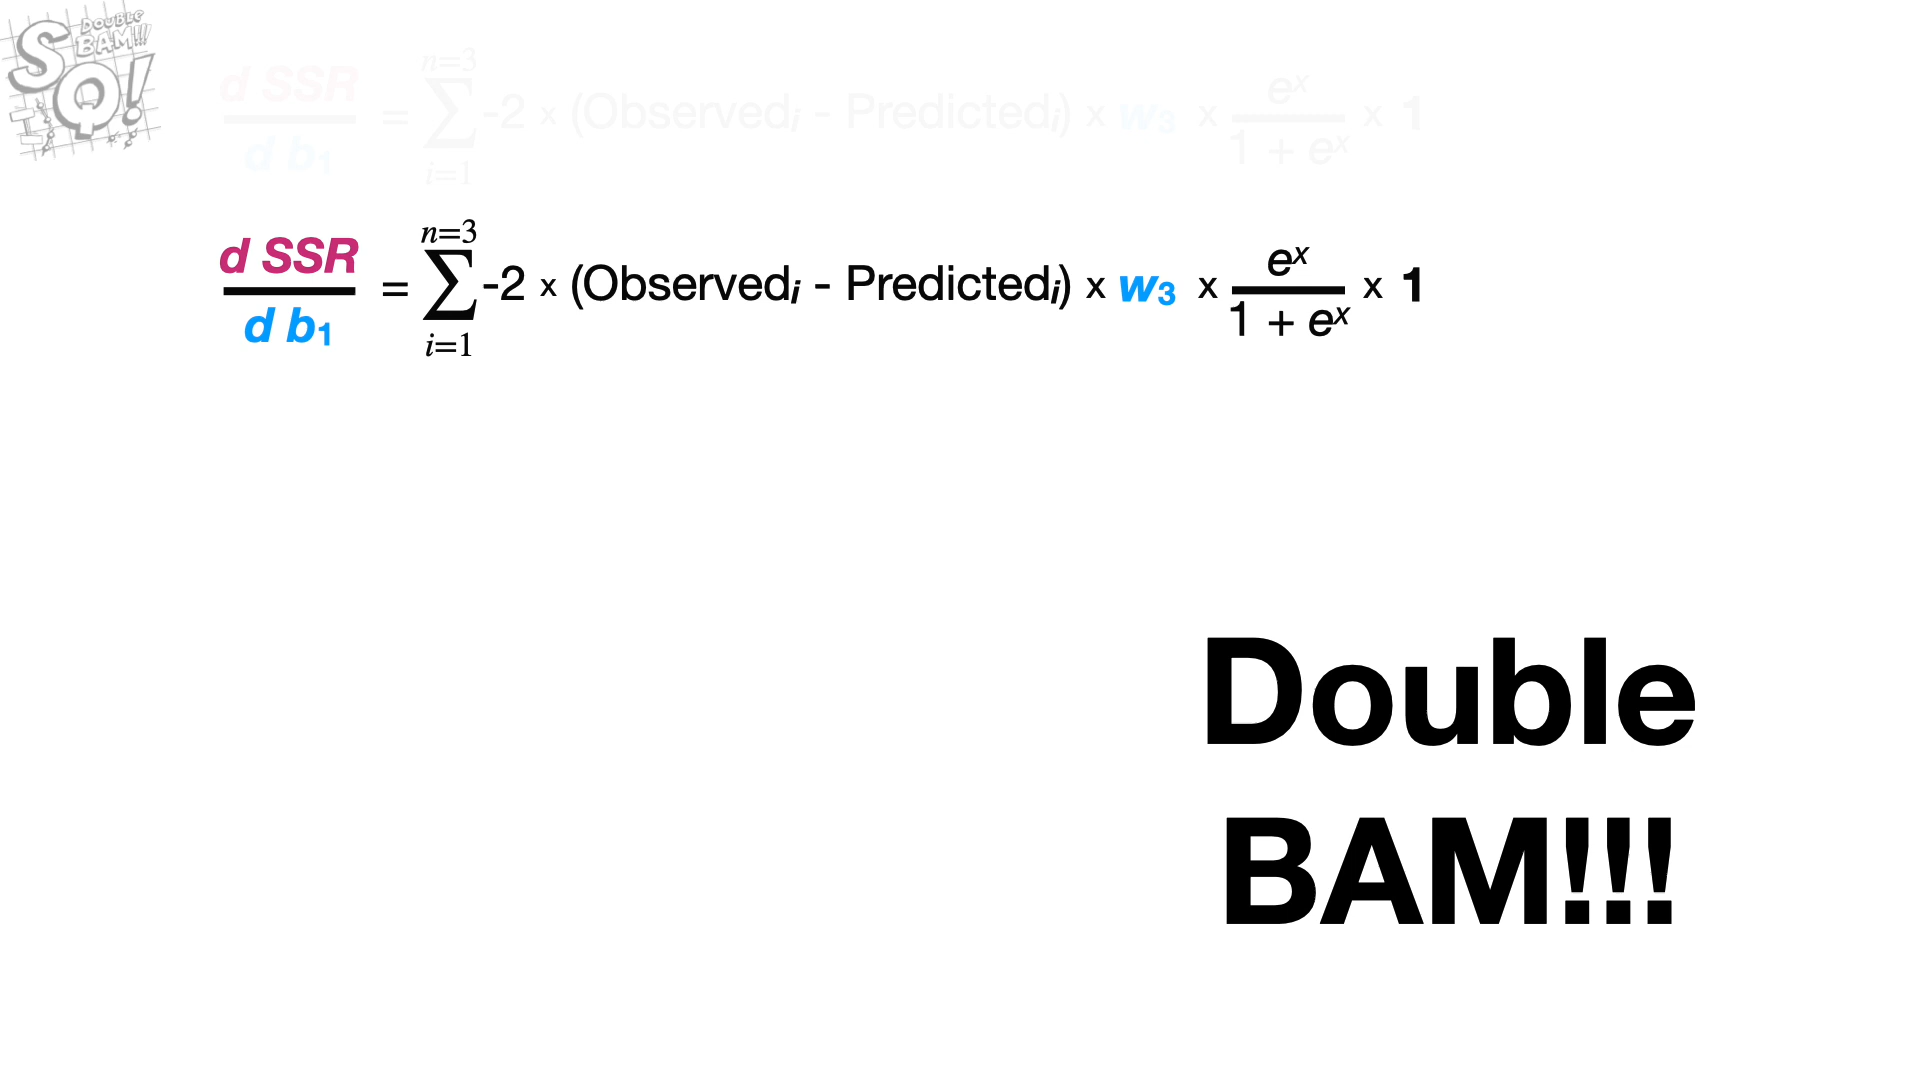 SQ!
DOUBLE
BAM!!!
d SSR
d b₁
= ∑ n=3 i=1 -2 × (Observedᵢ - Predictedᵢ) × w₃ × eˣ / 1 + eˣ × 1
d SSR
d b₁
= ∑ n=3 i=1 -2 × (Observedᵢ - Predictedᵢ) × w₃ × eˣ / 1 + eˣ × 1
Double
BAM!!!